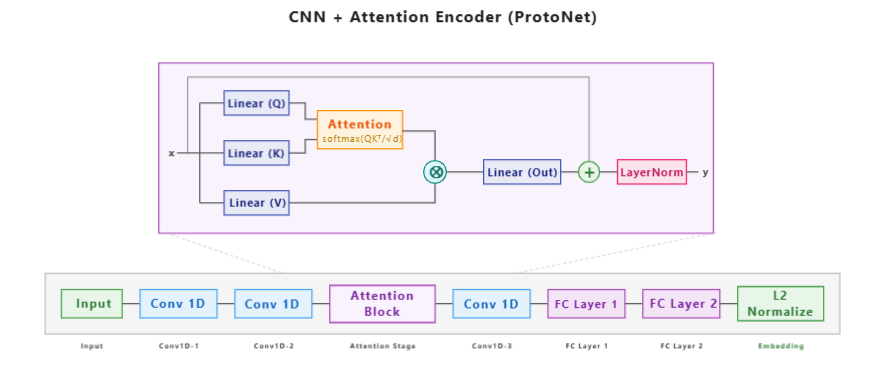 CNN + Attention Encoder (ProtoNet)
Linear (Q)
Attention
softmax(QKᵀ/√d)
x
Linear (K)
Linear (V)
⊗
Linear (Out)
+
LayerNorm
y
Input
Conv 1D
Conv 1D
Attention
Block
Conv 1D
FC Layer 1
FC Layer 2
L2
Normalize
Input
Conv1D-1
Conv1D-2
Attention Stage
Conv1D-3
FC Layer 1
FC Layer 2
Embedding